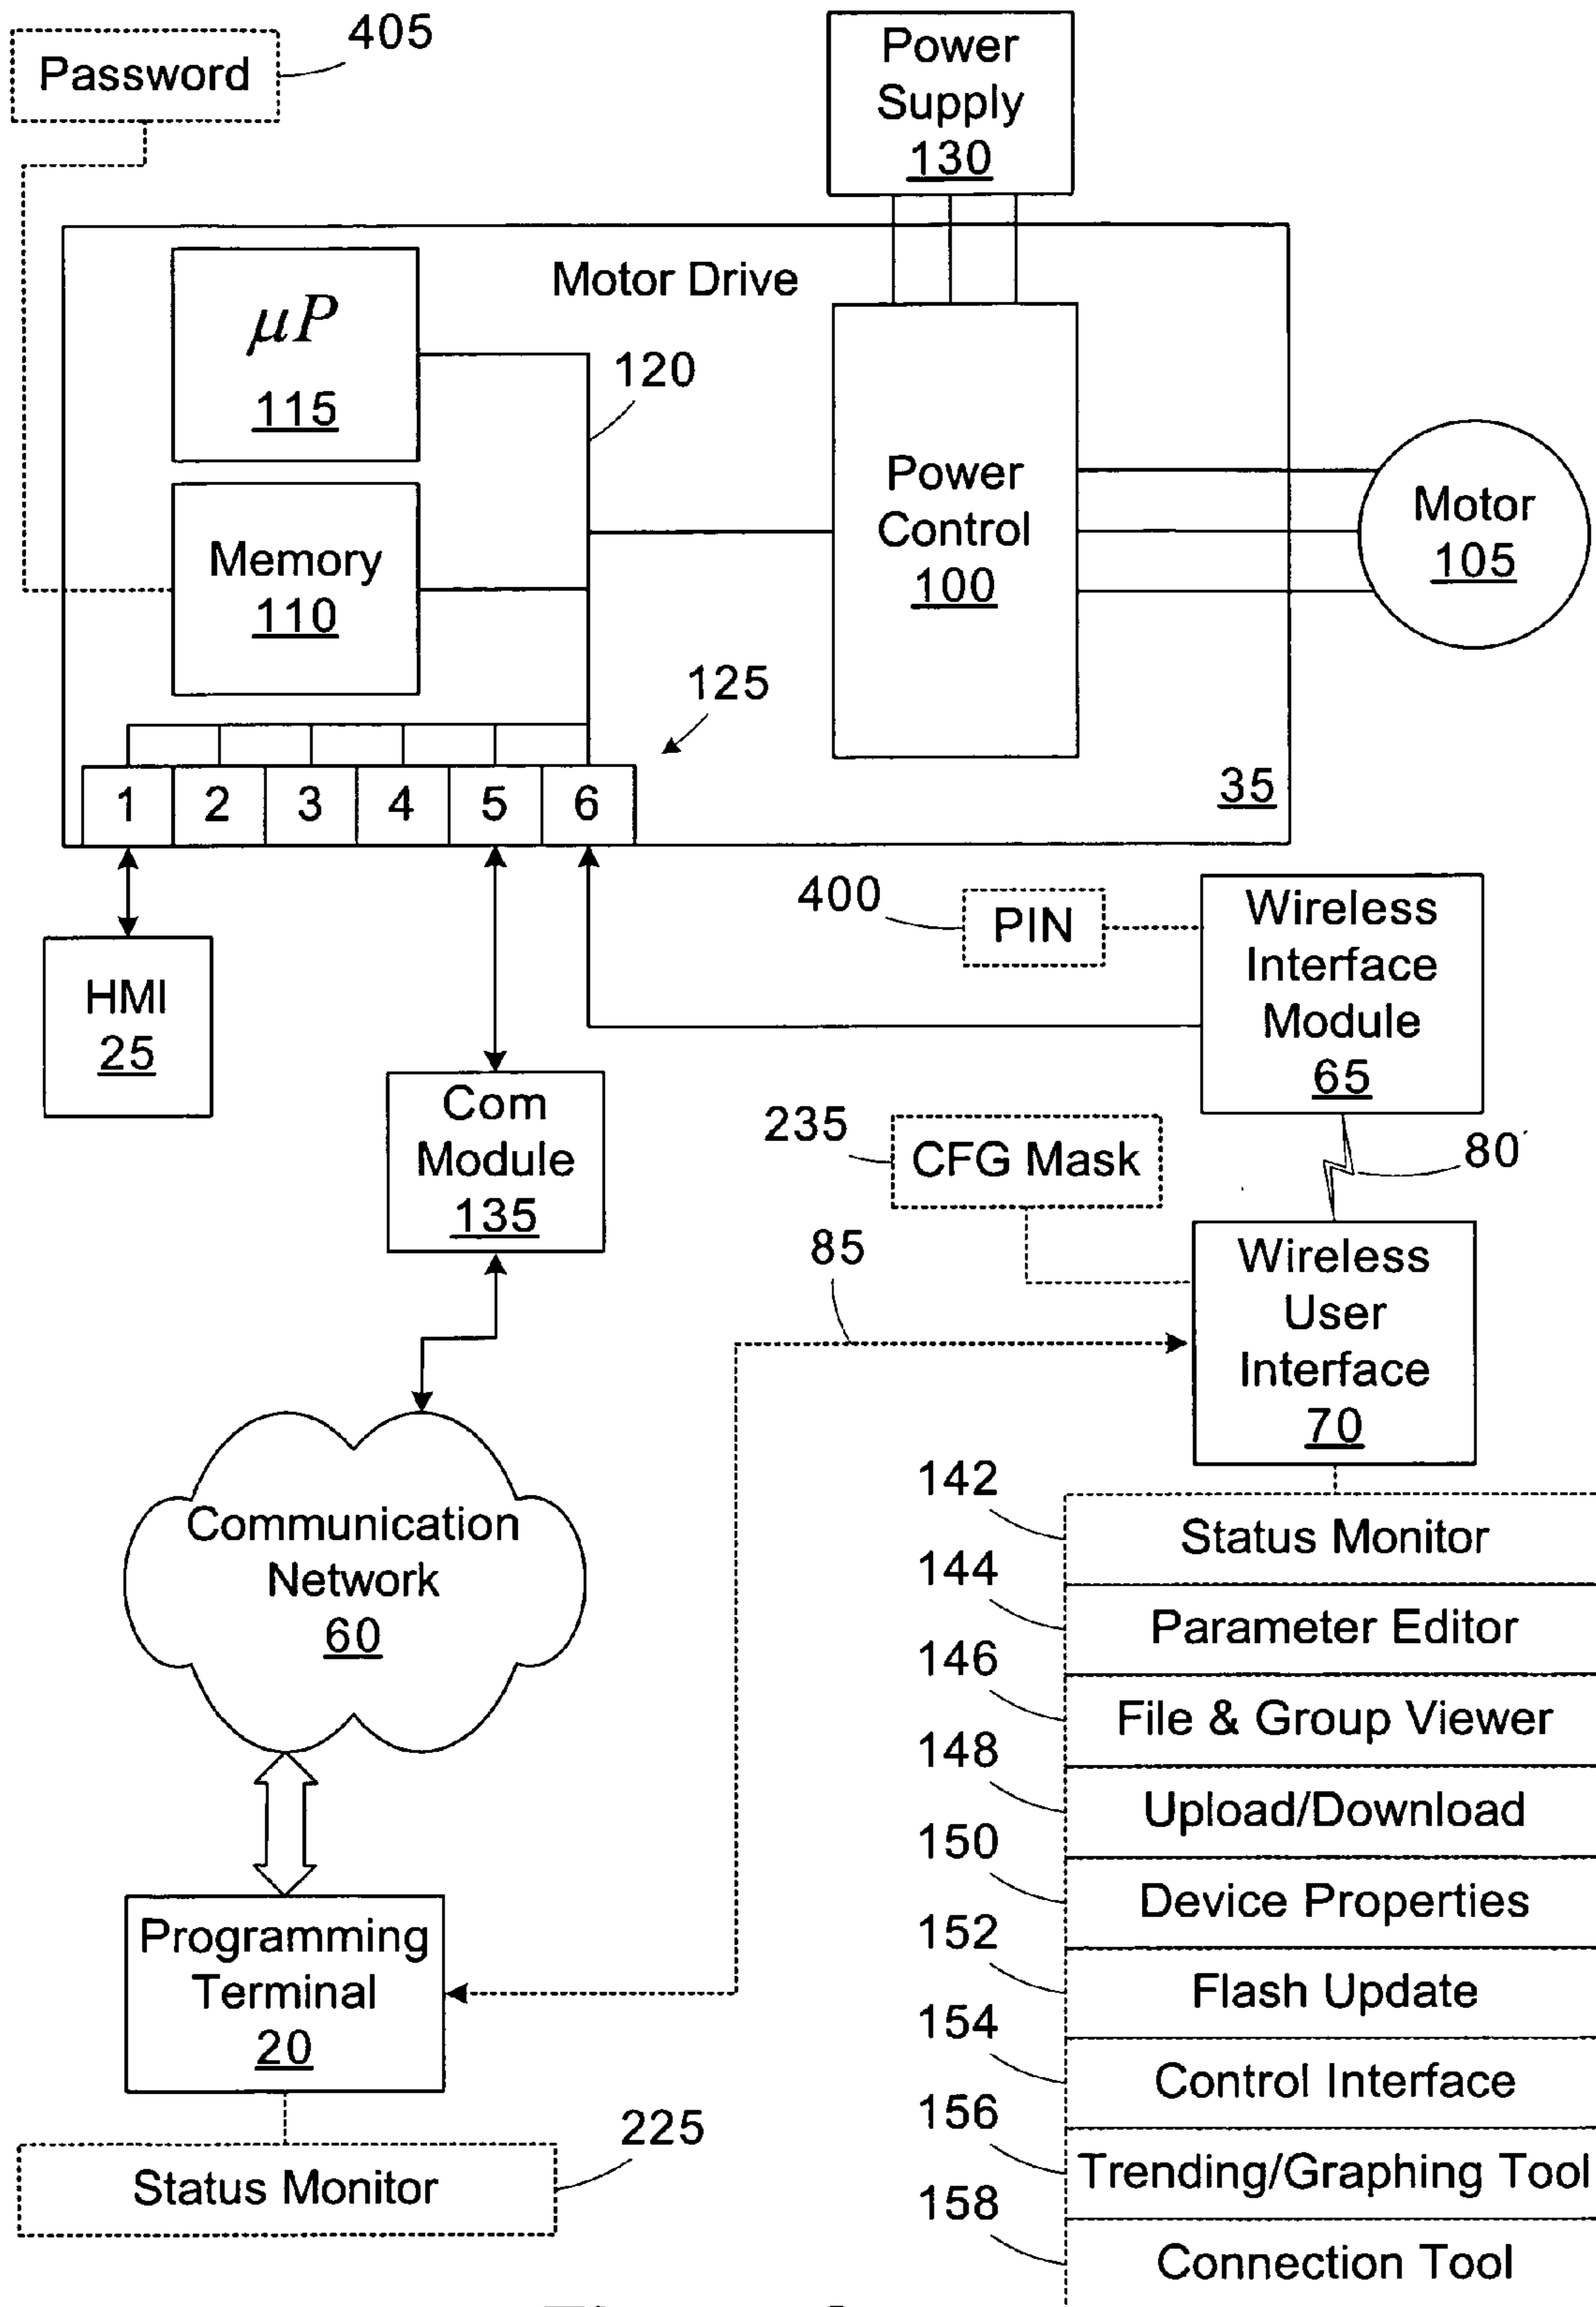 405
Password
Power
Supply
130
Motor Drive
μP
115
120
Memory
110
Power
Control
100
Motor
105
125
1 2 3 4 5 6
35
HMI
25
400
PIN
Wireless
Interface
Module
65
Com
Module
135
235
CFG Mask
80
85
Wireless
User
Interface
70
Communication
Network
60
142
Status Monitor
144
Parameter Editor
146
File & Group Viewer
148
Upload/Download
150
Device Properties
152
Flash Update
154
Control Interface
156
Trending/Graphing Tool
158
Connection Tool
Programming
Terminal
20
225
Status Monitor